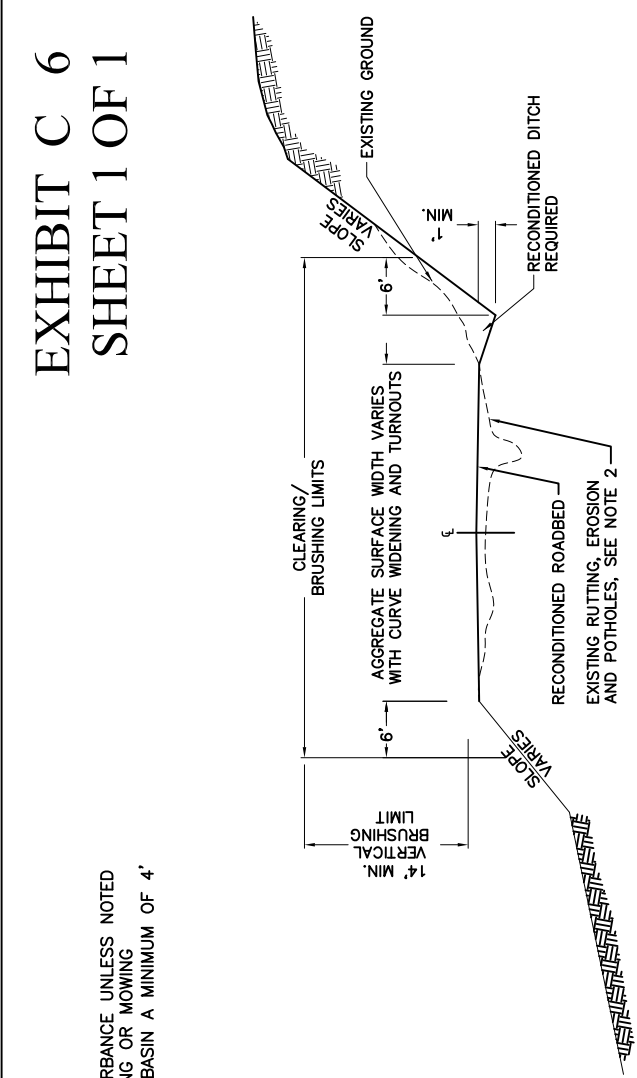 EXHIBIT C 6
SHEET 1 OF 1
RBANCE UNLESS NOTED
NG OR MOWING
BASIN A MINIMUM OF 4'
CLEARING/
BRUSHING LIMITS
AGGREGATE SURFACE WIDTH VARIES
WITH CURVE WIDENING AND TURNOUTS
6'
6'
14' MIN.
VERTICAL
BRUSHING
LIMIT
SLOPE
VARIES
SLOPE
VARIES
1'
MIN.
EXISTING GROUND
RECONDITIONED DITCH
REQUIRED
CL
RECONDITIONED ROADBED
EXISTING RUTTING, EROSION
AND POTHOLES, SEE NOTE 2